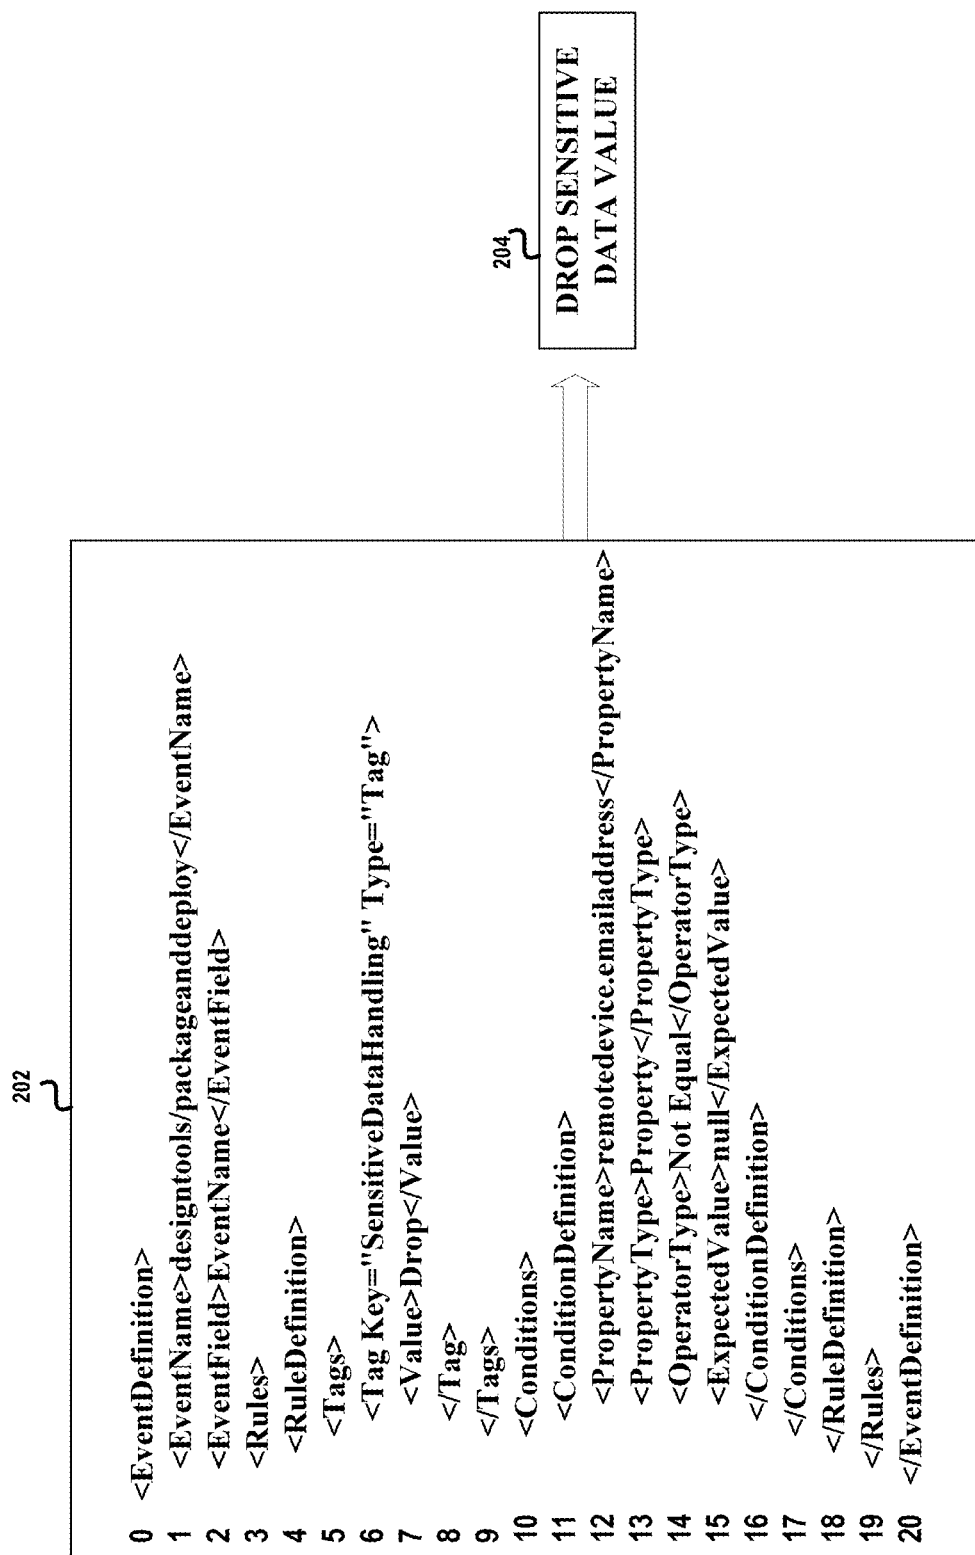 202
0 <EventDefinition>
1 <EventName>designtools/packageanddeploy</EventName>
2 <EventField>EventName</EventField>
3 <Rules>
4 <RuleDefinition>
5 <Tags>
6 <Tag Key="SensitiveDataHandling" Type="Tag">
7 <Value>Drop</Value>
8 </Tag>
9 </Tags>
10 <Conditions>
11 <ConditionDefinition>
12 <PropertyName>remotedevice.emailaddress</PropertyName>
13 <PropertyType>Property</PropertyType>
14 <OperatorType>Not Equal</OperatorType>
15 <ExpectedValue>null</ExpectedValue>
16 </ConditionDefinition>
17 </Conditions>
18 </RuleDefinition>
19 </Rules>
20 </EventDefinition>
204
DROP SENSITIVE
DATA VALUE